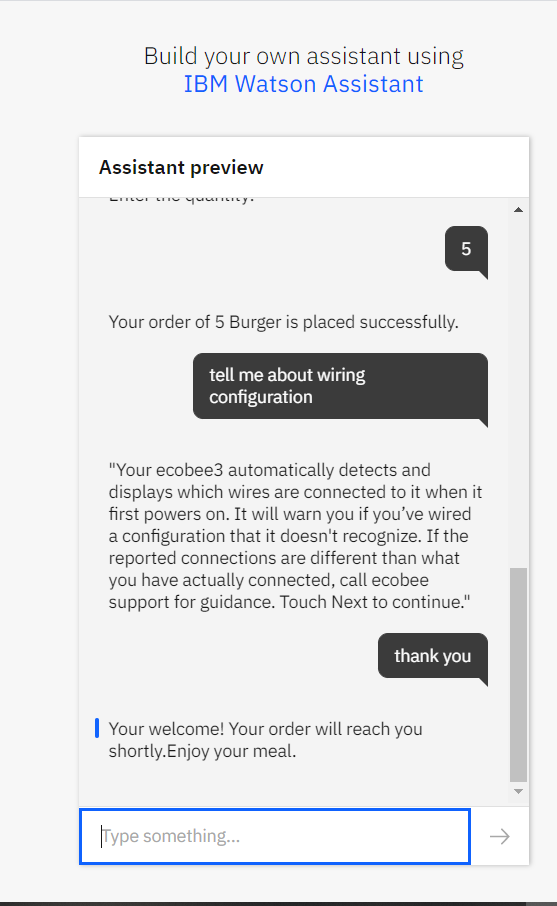 Build your own assistant using
IBM Watson Assistant
Assistant preview
Enter the quantity.
5
Your order of 5 Burger is placed successfully.
tell me about wiring
configuration
"Your ecobee3 automatically detects and
displays which wires are connected to it when it
first powers on. It will warn you if you’ve wired
a configuration that it doesn't recognize. If the
reported connections are different than what
you have actually connected, call ecobee
support for guidance. Touch Next to continue."
thank you
Your welcome! Your order will reach you
shortly.Enjoy your meal.
Type something...